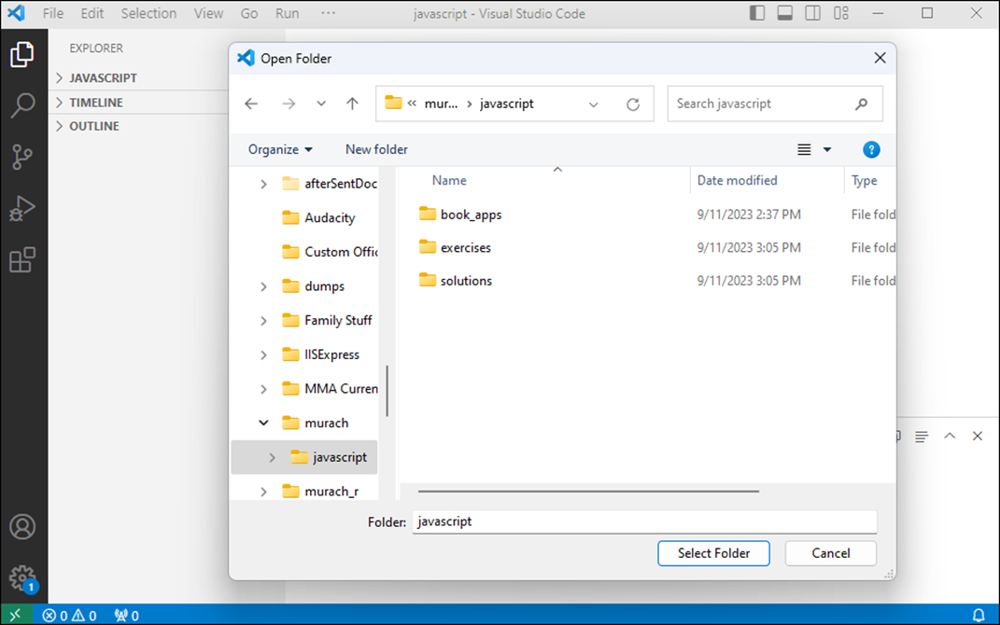 File Edit Selection View Go Run ··· javascript - Visual Studio Code
EXPLORER
JAVASCRIPT
TIMELINE
OUTLINE
Open Folder
« mur... > javascript
Search javascript
Organize New folder
?
afterSentDoc
Audacity
Custom Offic
dumps
Family Stuff
IISExpress
MMA Curren
murach
javascript
murach_r
Name Date modified Type
book_apps 9/11/2023 2:37 PM File fold
exercises 9/11/2023 3:05 PM File fold
solutions 9/11/2023 3:05 PM File fold
Folder: javascript
Select Folder Cancel
1
0 0 0